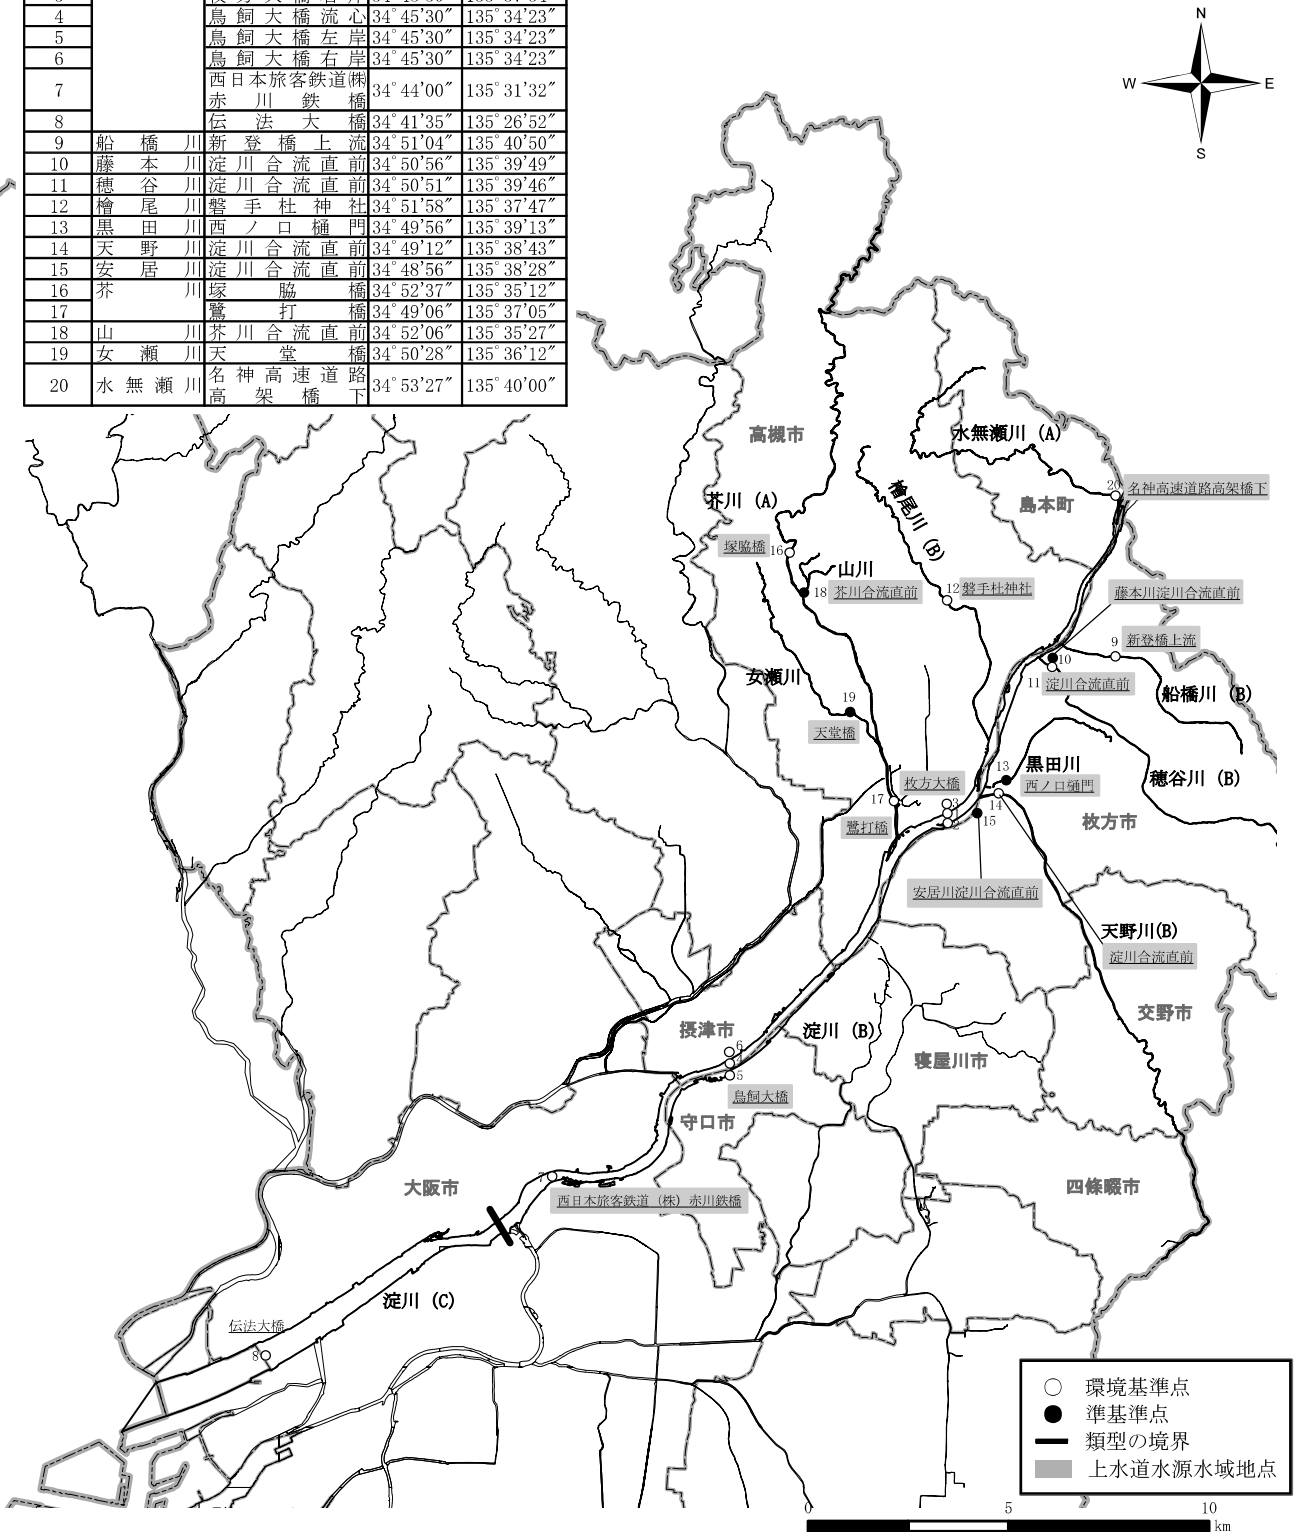 4 鳥飼大橋流心 34°45'30″ 135°34'23″
5 鳥飼大橋左岸 34°45'30″ 135°34'23″
6 鳥飼大橋右岸 34°45'30″ 135°34'23″
7 西日本旅客鉄道㈱ 34°44'00″ 135°31'32″
赤川鉄橋
8 伝法大橋 34°41'35″ 135°26'52″
9 船橋川 新登橋上流 34°51'04″ 135°40'50″
10 藤本川 淀川合流直前 34°50'56″ 135°39'49″
11 穂谷川 淀川合流直前 34°50'51″ 135°39'46″
12 檜尾川 磐手杜神社 34°51'58″ 135°37'47″
13 黒田川 西ノ口樋門 34°49'56″ 135°39'13″
14 天野川 淀川合流直前 34°49'12″ 135°38'43″
15 安居川 淀川合流直前 34°48'56″ 135°38'28″
16 芥川 塚脇橋 34°52'37″ 135°35'12″
17 鷺打橋 34°49'06″ 135°37'05″
18 山川 芥川合流直前 34°52'06″ 135°35'27″
19 女瀬川 天堂橋 34°50'28″ 135°36'12″
20 水無瀬川 名神高速道路 34°53'27″ 135°40'00″
高架橋下
N
W E
S
高槻市
水無瀬川 (A)
20 名神高速道路高架橋下
島本町
芥川 (A)
檜尾川 (B)
塚脇橋 16
山川
18 芥川合流直前
12 磐手杜神社
藤本川淀川合流直前
9 新登橋上流
10
11 淀川合流直前
船橋川 (B)
女瀬川
19
天堂橋
13 黒田川
西ノ口樋門
穂谷川 (B)
枚方大橋
17
3
2
14
15
鷺打橋
枚方市
安居川淀川合流直前
天野川(B)
淀川合流直前
交野市
摂津市
淀川 (B)
寝屋川市
6
5
鳥飼大橋
守口市
7
大阪市
西日本旅客鉄道（株）赤川鉄橋
四條畷市
淀川 (C)
伝法大橋
8
環境基準点
準基準点
類型の境界
上水道水源水域地点
0 5 10
km